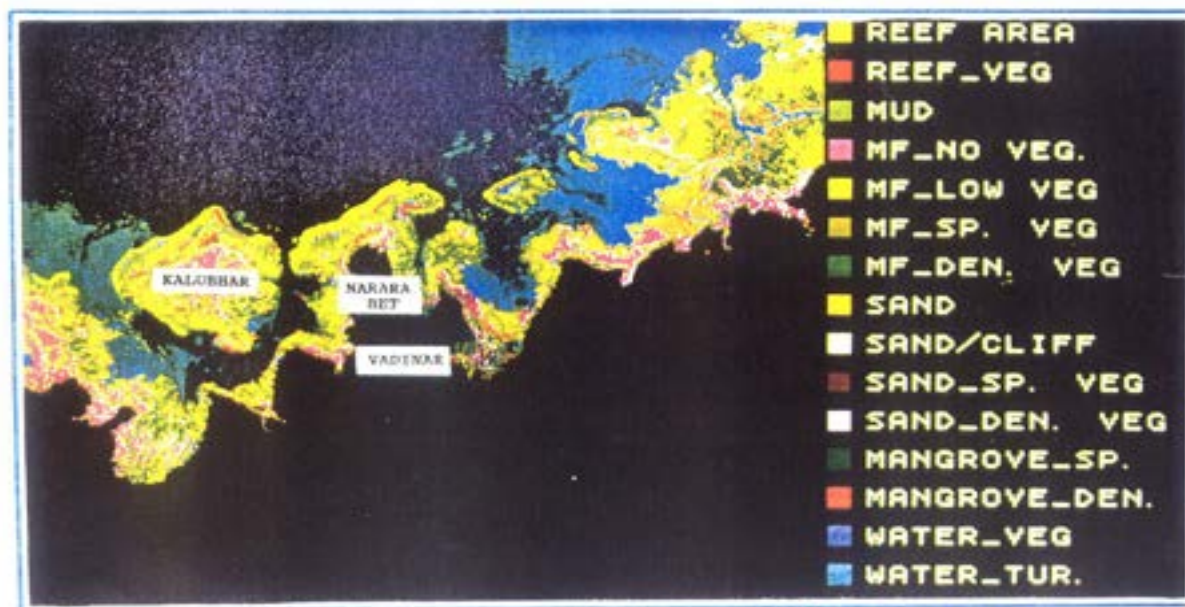 KALUBHAR
NARARA
BET
VADINAR
REEF AREA
REEF_VEG
MUD
MF_NO VEG.
MF_LOW VEG
MF_SP. VEG
MF_DEN. VEG
SAND
SAND/CLIFF
SAND_SP. VEG
SAND_DEN. VEG
MANGROVE_SP.
MANGROVE_DEN.
WATER_VEG
WATER_TUR.